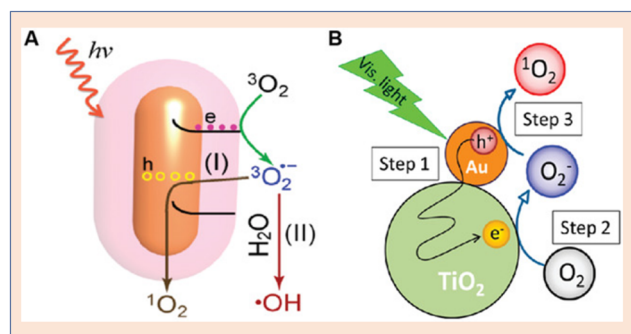 A
hν
³O₂
e
h
(I)
³O₂•⁻
H₂O
(II)
¹O₂
•OH
B
Vis. light
¹O₂
h⁺
Step 3
Step 1
Au
O₂⁻
e⁻
Step 2
TiO₂
O₂